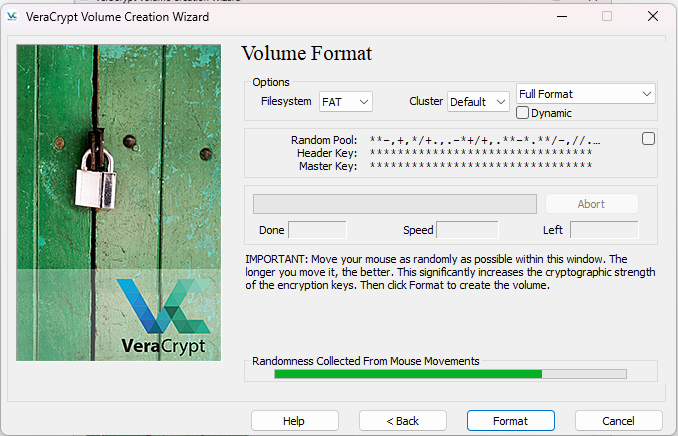 VeraCrypt Volume Creation Wizard
Volume Format
Options
Filesystem FAT Cluster Default Full Format
Dynamic
Random Pool: **-,+,*/+.,.-*+/+,.**-*.**/-,//....
Header Key: ********************************
Master Key: ********************************
Abort
Done Speed Left
IMPORTANT: Move your mouse as randomly as possible within this window. The
longer you move it, the better. This significantly increases the cryptographic strength
of the encryption keys. Then click Format to create the volume.
VeraCrypt
Randomness Collected From Mouse Movements
Help < Back Format Cancel